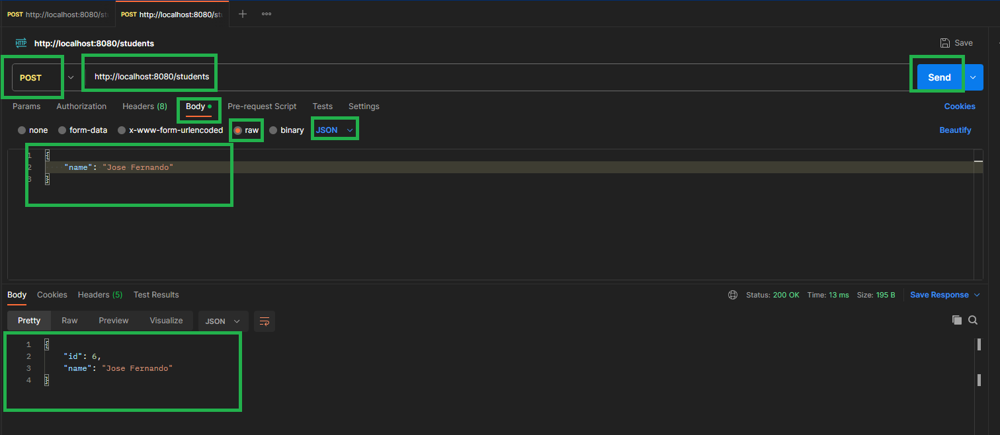 POST http://localhost:8080/st POST http://localhost:8080/st
HTTP http://localhost:8080/students Save
POST http://localhost:8080/students Send
Params Authorization Headers (8) Body Pre-request Script Tests Settings Cookies
none form-data x-www-form-urlencoded raw binary JSON Beautify
1 {
2 "name": "Jose Fernando"
3 }
Body Cookies Headers (5) Test Results Status: 200 OK Time: 13 ms Size: 195 B Save Response
Pretty Raw Preview Visualize JSON
1 {
2 "id": 6,
3 "name": "Jose Fernando"
4 }